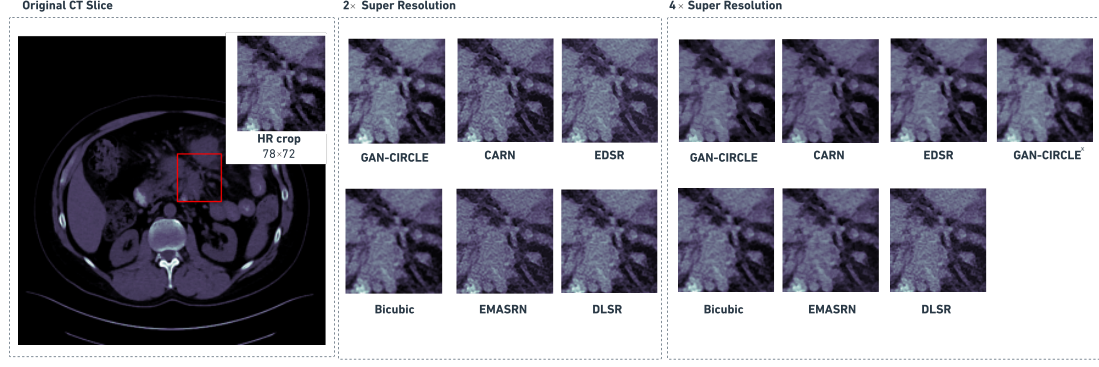 Original CT Slice
HR crop
78×72
2× Super Resolution
GAN-CIRCLE
CARN
EDSR
Bicubic
EMASRN
DLSR
4× Super Resolution
GAN-CIRCLE
CARN
EDSR
GAN-CIRCLEˣ
Bicubic
EMASRN
DLSR